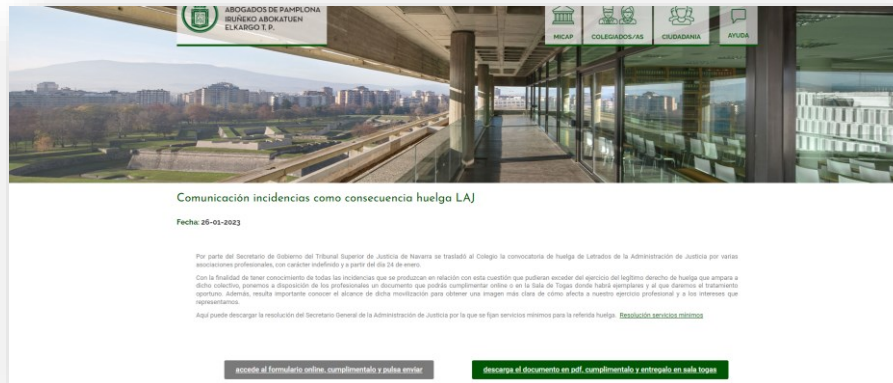 ABOGADOS DE PAMPLONA
IRUÑEKO ABOKATUEN
ELKARGO T. P.
MICAP
COLEGIADOS/AS
CIUDADANIA
AYUDA
Comunicación incidencias como consecuencia huelga LAJ
Fecha: 26-01-2023
Por parte del Secretario de Gobierno del Tribunal Superior de Justicia de Navarra se trasladó al Colegio la convocatoria de huelga de Letrados de la Administración de Justicia por varias
asociaciones profesionales, con carácter indefinido y a partir del día 24 de enero.
Con la finalidad de tener conocimiento de todas las incidencias que se produzcan en relación con esta cuestión que pudieran exceder del ejercicio del legítimo derecho de huelga que ampara a
dicho colectivo, ponemos a disposición de los profesionales un documento que podrás cumplimentar online o en la Sala de Togas donde habrá ejemplares y al que daremos el tratamiento
oportuno. Además, resulta importante conocer el alcance de dicha movilización para obtener una imagen más clara de cómo afecta a nuestro ejercicio profesional y a los intereses que
representamos.
Aquí puede descargar la resolución del Secretario General de la Administración de Justicia por la que se fijan servicios mínimos para la referida huelga. Resolución servicios mínimos
accede al formulario online, cumplimentalo y pulsa enviar
descarga el documento en pdf, cumplimentalo y entregalo en sala togas